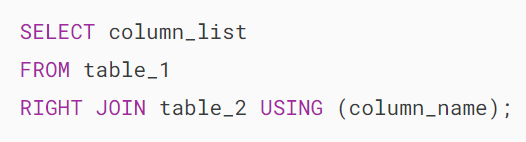 SELECT column_list
FROM table_1
RIGHT JOIN table_2 USING (column_name);